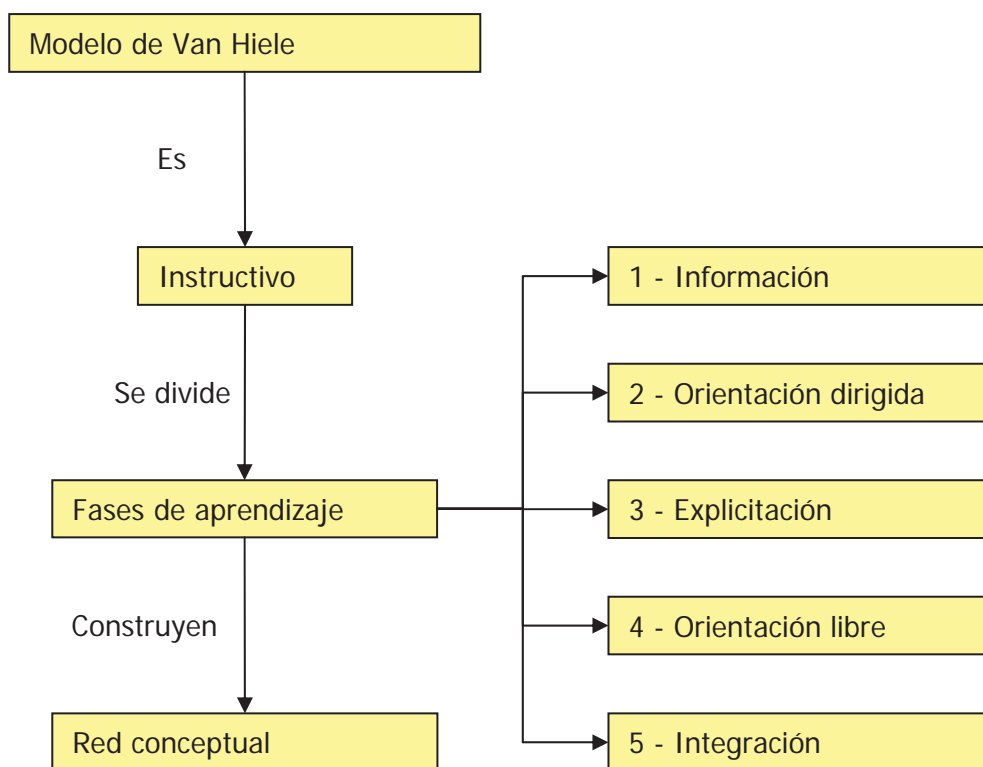 Modelo de Van Hiele
Es
Instructivo
Se divide
Fases de aprendizaje
Construyen
Red conceptual
1 - Información
2 - Orientación dirigida
3 - Explicitación
4 - Orientación libre
5 - Integración